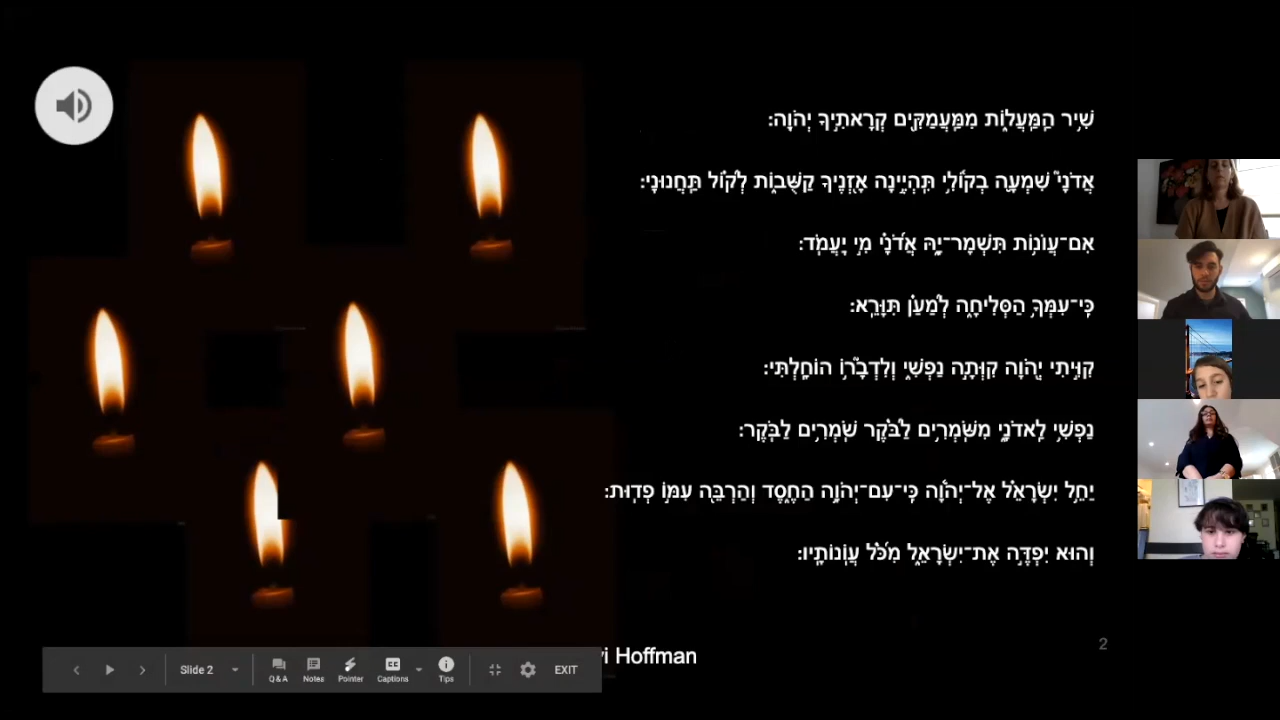 שִׁ֥יר הַֽמַּעֲל֑וֹת מִמַּעֲמַקִּ֖ים קְרָאתִ֣יךָ יְהֹוָֽה׃
אֲדֹנָי֮ שִׁמְעָ֢ה בְק֫וֹלִ֥י תִּהְיֶ֣ינָה אׇ֭זְנֶיךָ קַשֻּׁב֑וֹת לְ֝ק֗וֹל תַּחֲנוּנָֽי׃
אִם־עֲוֺנ֥וֹת תִּשְׁמׇר־יָ֑הּ אֲ֝דֹנָ֗י מִ֣י יַעֲמֹֽד׃
כִּֽי־עִמְּךָ֥ הַסְּלִיחָ֑ה לְ֝מַ֗עַן תִּוָּרֵֽא׃
קִוִּ֣יתִי יְ֭הֹוָה קִוְּתָ֣ה נַפְשִׁ֑י וְֽלִדְבָר֥וֹ הוֹחָֽלְתִּי׃
נַפְשִׁ֥י לַֽאדֹנָ֑י מִשֹּׁמְרִ֥ים לַ֝בֹּ֗קֶר שֹׁמְרִ֥ים לַבֹּֽקֶר׃
יַחֵ֥ל יִשְׂרָאֵ֗ל אֶל־יְה֫וָ֥ה כִּֽי־עִם־יְהֹוָ֥ה הַחֶ֑סֶד וְהַרְבֵּ֖ה עִמּ֣וֹ פְדֽוּת׃
וְ֭הוּא יִפְדֶּ֣ה אֶת־יִשְׂרָאֵ֑ל מִ֝כֹּ֗ל עֲוֺנוֹתָֽיו׃
2
Hoffman
Slide 2
Q&A Notes Pointer Captions Tips EXIT